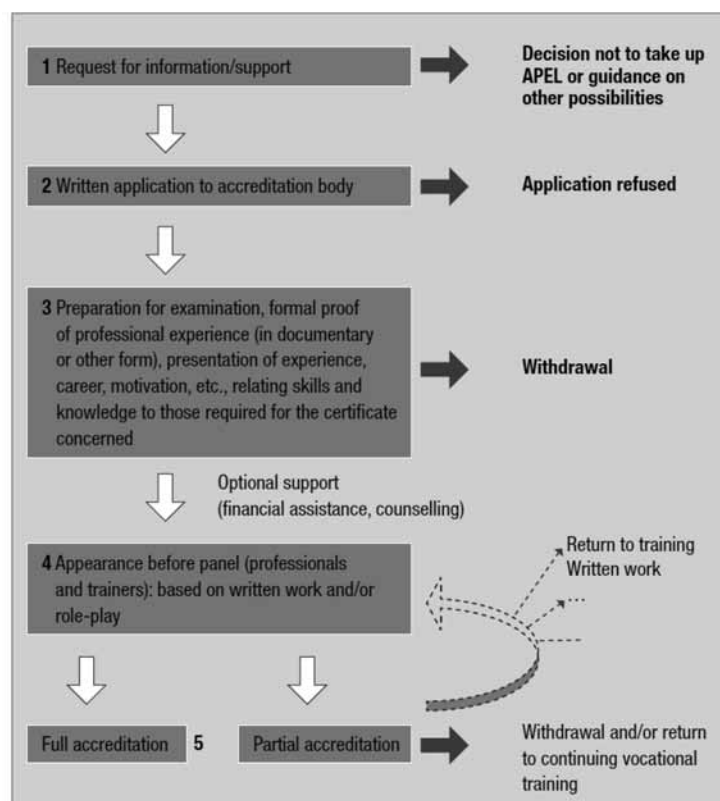 1 Request for information/support
Decision not to take up
APEL or guidance on
other possibilities
2 Written application to accreditation body
Application refused
3 Preparation for examination, formal proof
of professional experience (in documentary
or other form), presentation of experience,
career, motivation, etc., relating skills and
knowledge to those required for the certificate
concerned
Withdrawal
Optional support
(financial assistance, counselling)
4 Appearance before panel (professionals
and trainers): based on written work and/or
role-play
Return to training
Written work
...
Full accreditation 5 Partial accreditation
Withdrawal and/or return
to continuing vocational
training